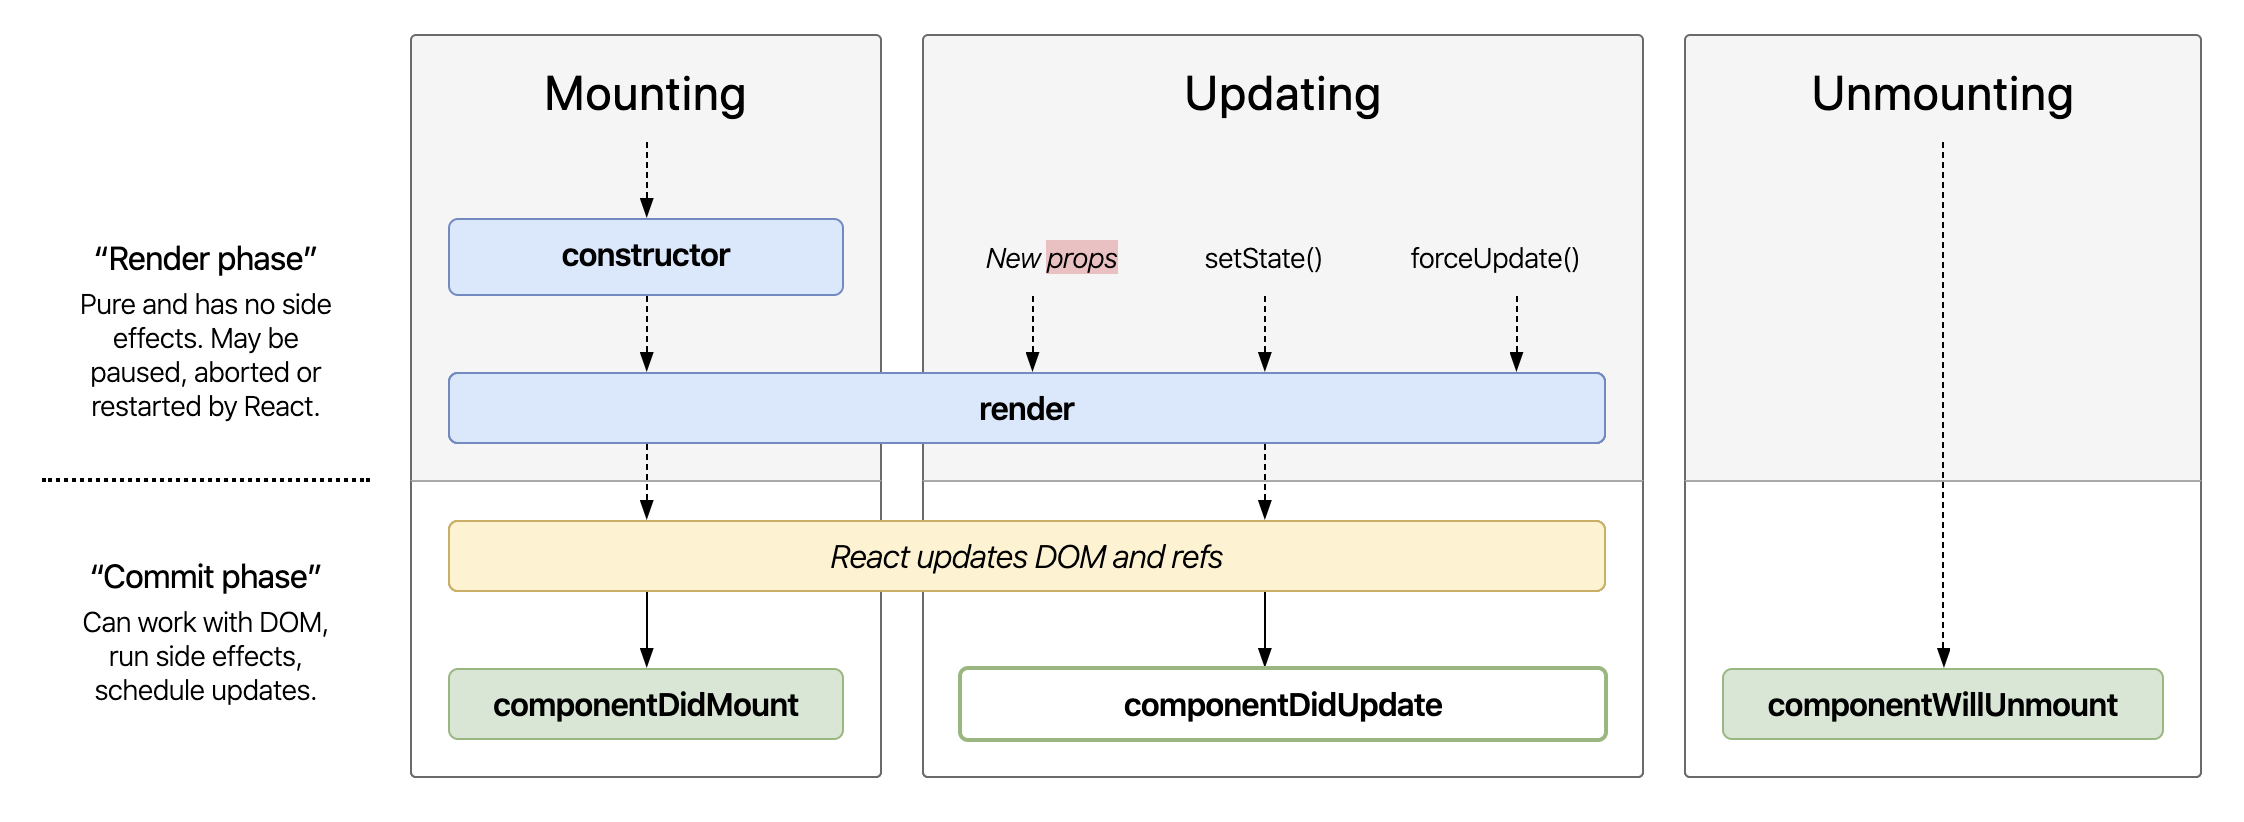 Mounting
Updating
Unmounting
“Render phase”
Pure and has no side
effects. May be
paused, aborted or
restarted by React.
constructor
New props
setState()
forceUpdate()
render
“Commit phase”
Can work with DOM,
run side effects,
schedule updates.
React updates DOM and refs
componentDidMount
componentDidUpdate
componentWillUnmount